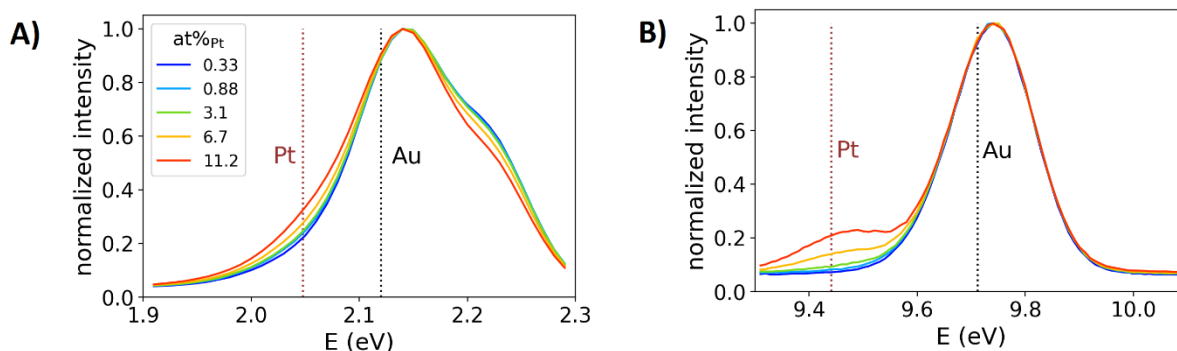 A)
normalized intensity
1.0
0.8
0.6
0.4
0.2
0.0
at%Pt
0.33
0.88
3.1
6.7
11.2
Pt
Au
1.9 2.0 2.1 2.2 2.3
E (eV)
B)
normalized intensity
1.0
0.8
0.6
0.4
0.2
0.0
Pt
Au
9.4 9.6 9.8 10.0
E (eV)